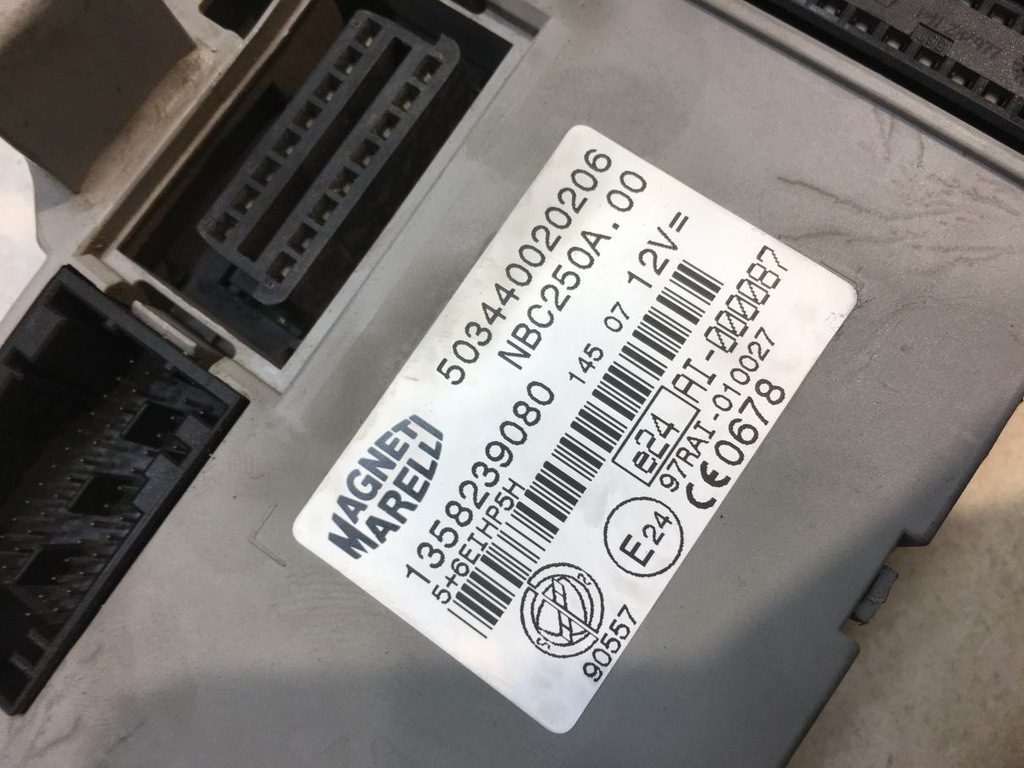 MAGNETI
MARELLI
503440020206
NBC250A.00
1358239080
145 07 12V=
5+6EIHP5H
e24 AI-000087
97RAI-010027
E24
CE0678
90557